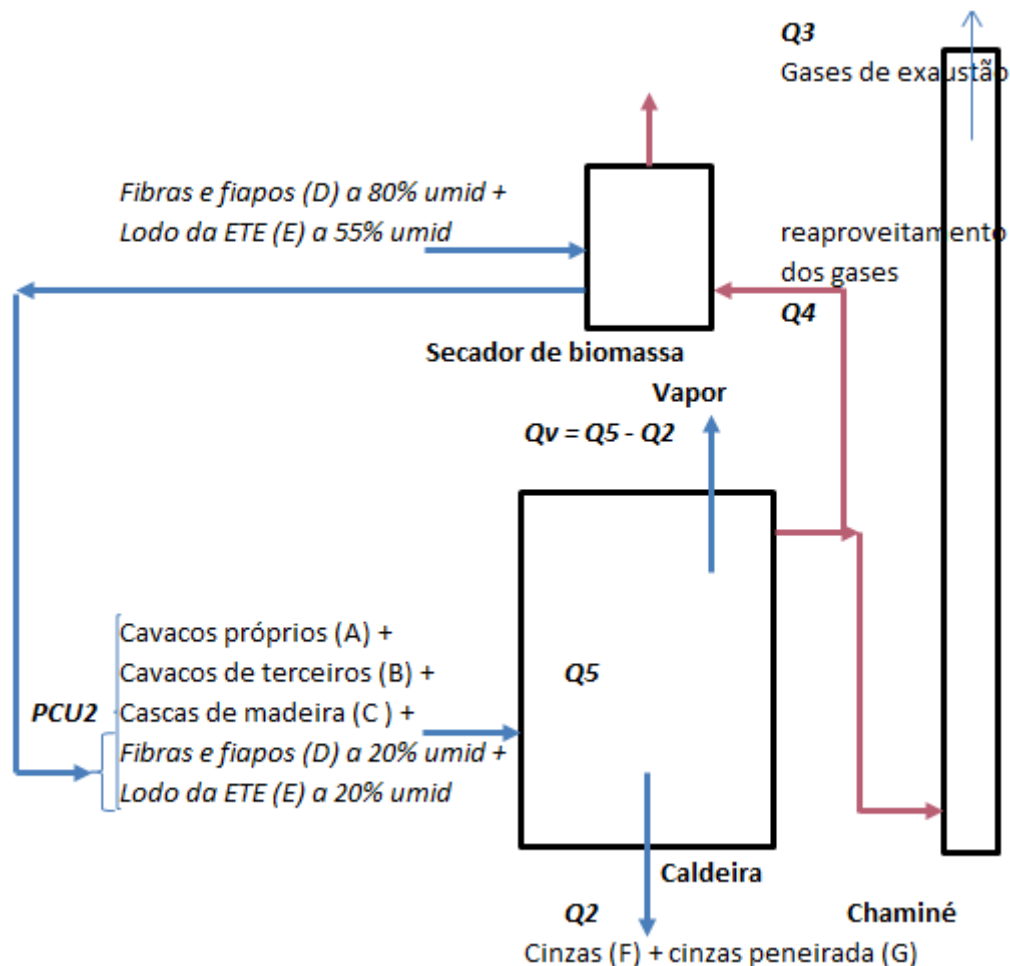 Q3
Gases de exaustão
Fibras e fiapos (D) a 80% umid +
Lodo da ETE (E) a 55% umid
reaproveitamento
dos gases
Q4
Secador de biomassa
Vapor
Qv = Q5 - Q2
Cavacos próprios (A) +
Cavacos de terceiros (B) +
Q5
PCU2
Cascas de madeira (C ) +
Fibras e fiapos (D) a 20% umid +
Lodo da ETE (E) a 20% umid
Caldeira
Q2
Chaminé
Cinzas (F) + cinzas peneirada (G)